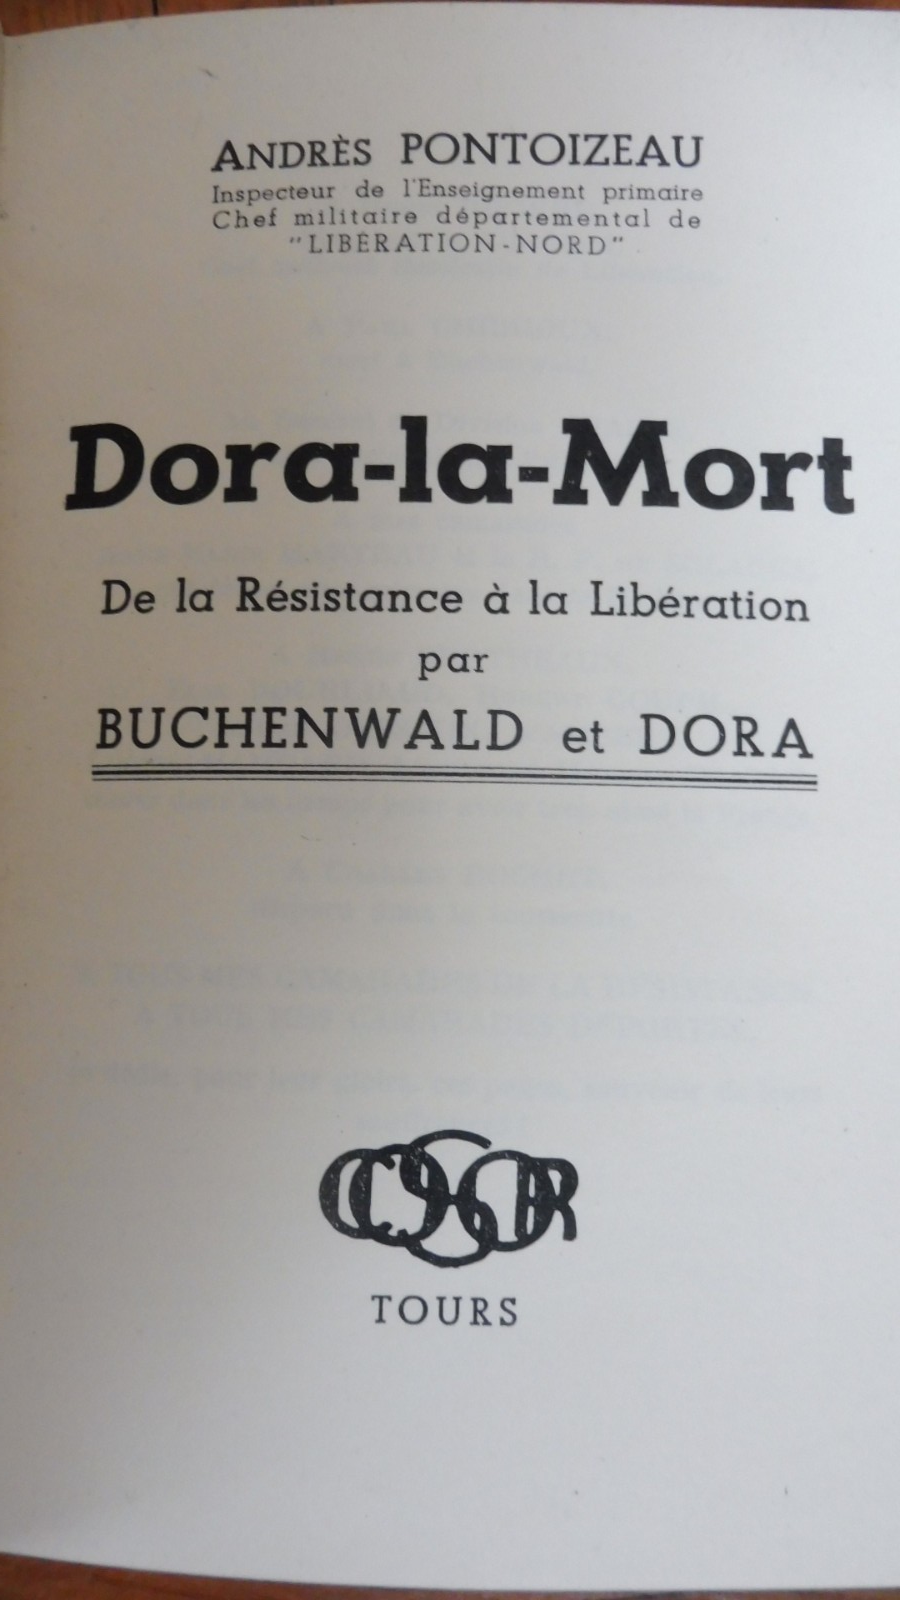 ANDRÈS PONTOIZEAU
Inspecteur de l'Enseignement primaire
Chef militaire départemental de
"LIBÉRATION-NORD"
Dora-la-Mort
De la Résistance à la Libération
par
BUCHENWALD et DORA
TOURS